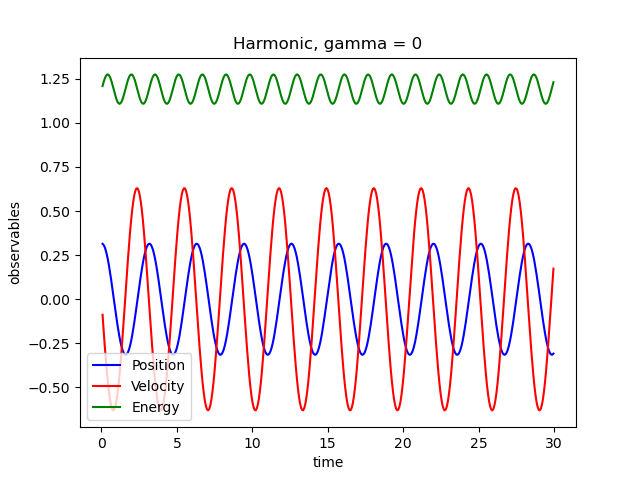 Harmonic, gamma = 0
observables
1.25
1.00
0.75
0.50
0.25
0.00
−0.25
−0.50
Position
Velocity
Energy
0 5 10 15 20 25 30
time